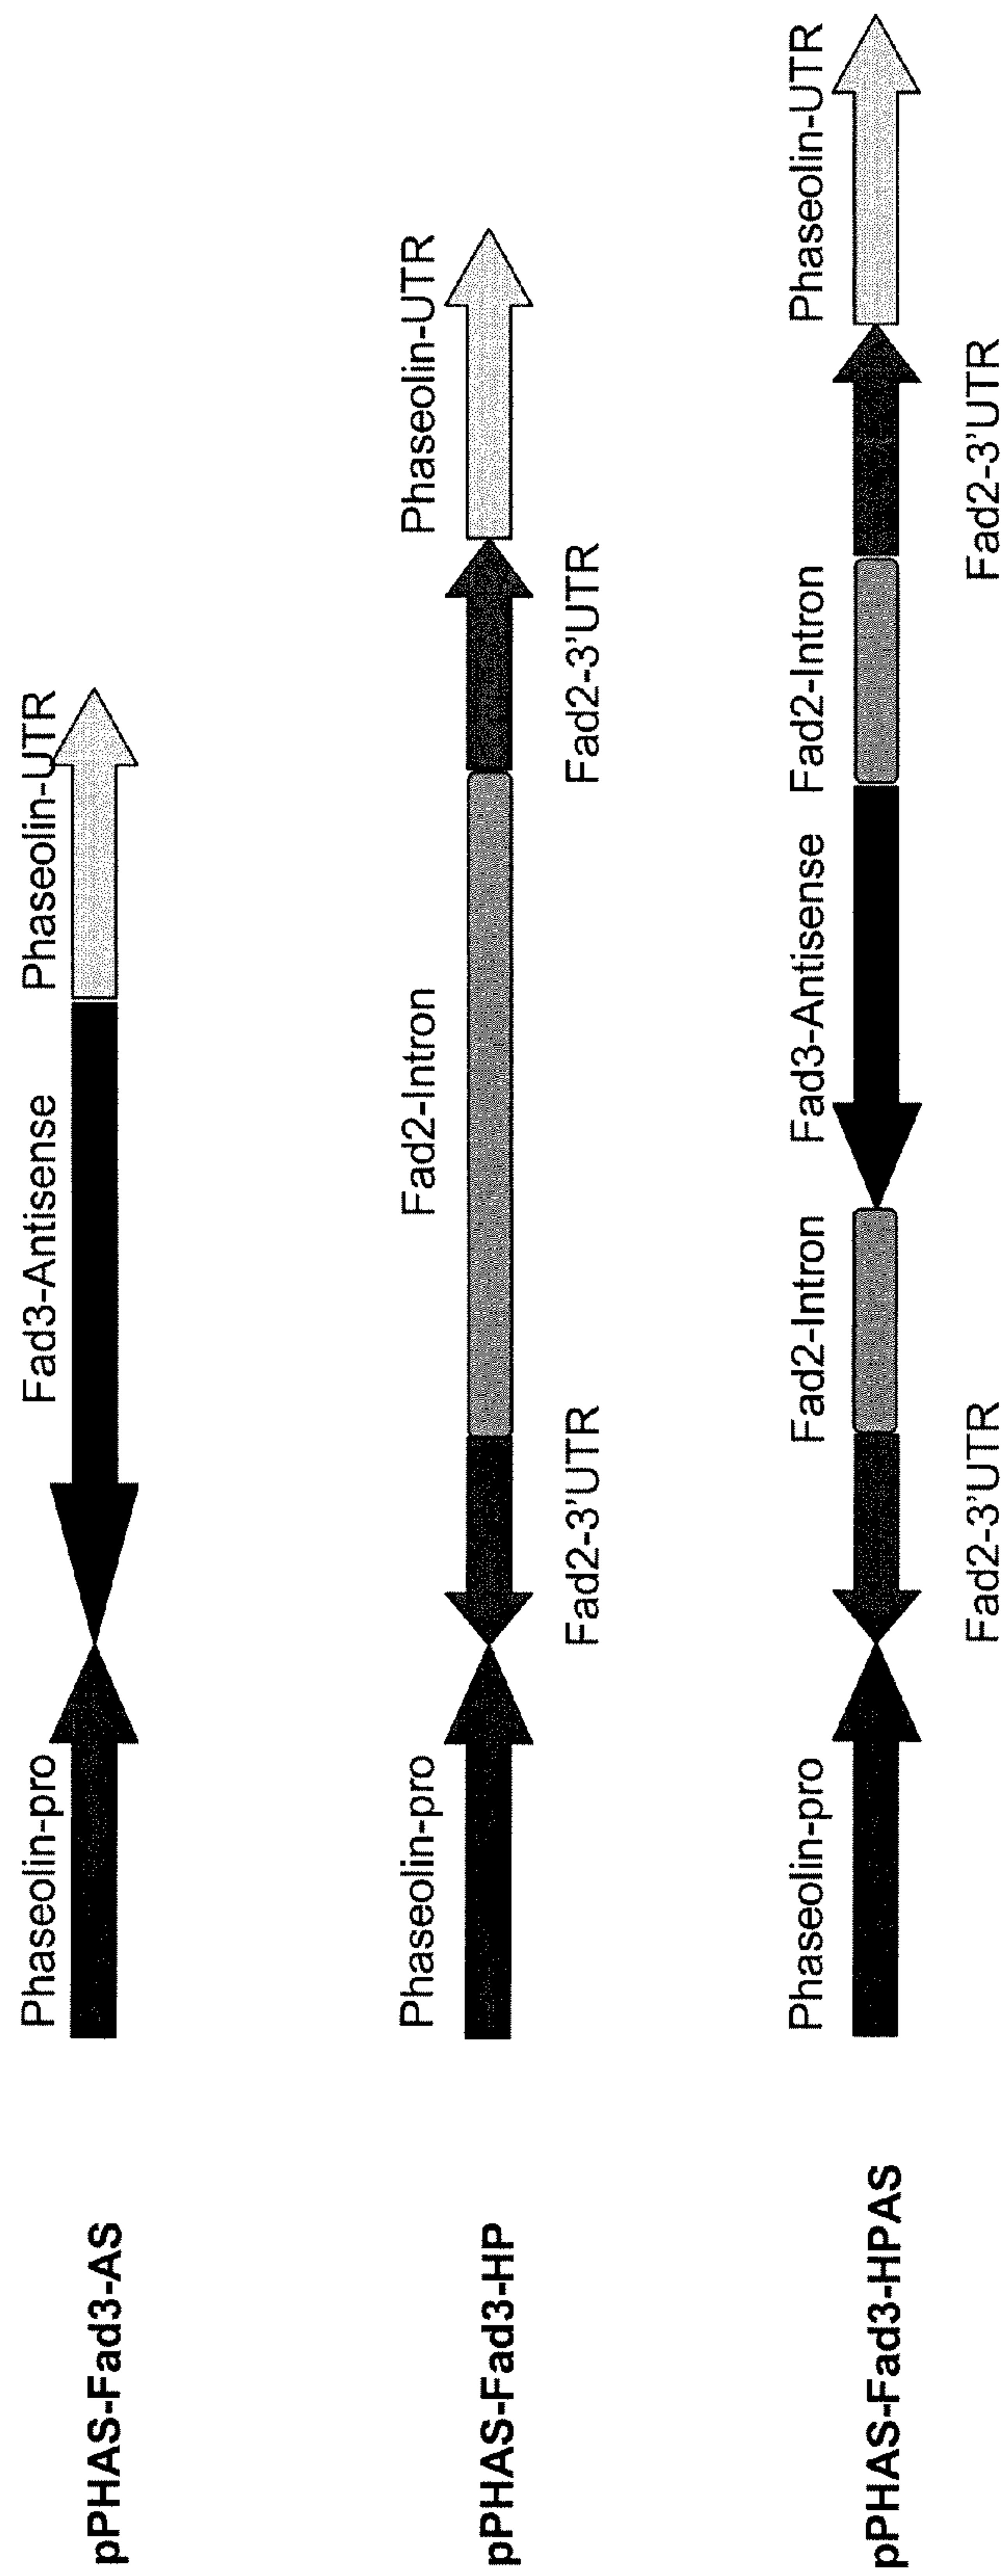 pPHAS-Fad3-AS
Phaseolin-pro
Fad3-Antisense
Phaseolin-UTR
pPHAS-Fad3-HP
Phaseolin-pro
Fad2-Intron
Phaseolin-UTR
Fad2-3'UTR
Fad2-3'UTR
pPHAS-Fad3-HPAS
Phaseolin-pro
Fad2-Intron
Fad3-Antisense
Fad2-Intron
Phaseolin-UTR
Fad2-3'UTR
Fad2-3'UTR